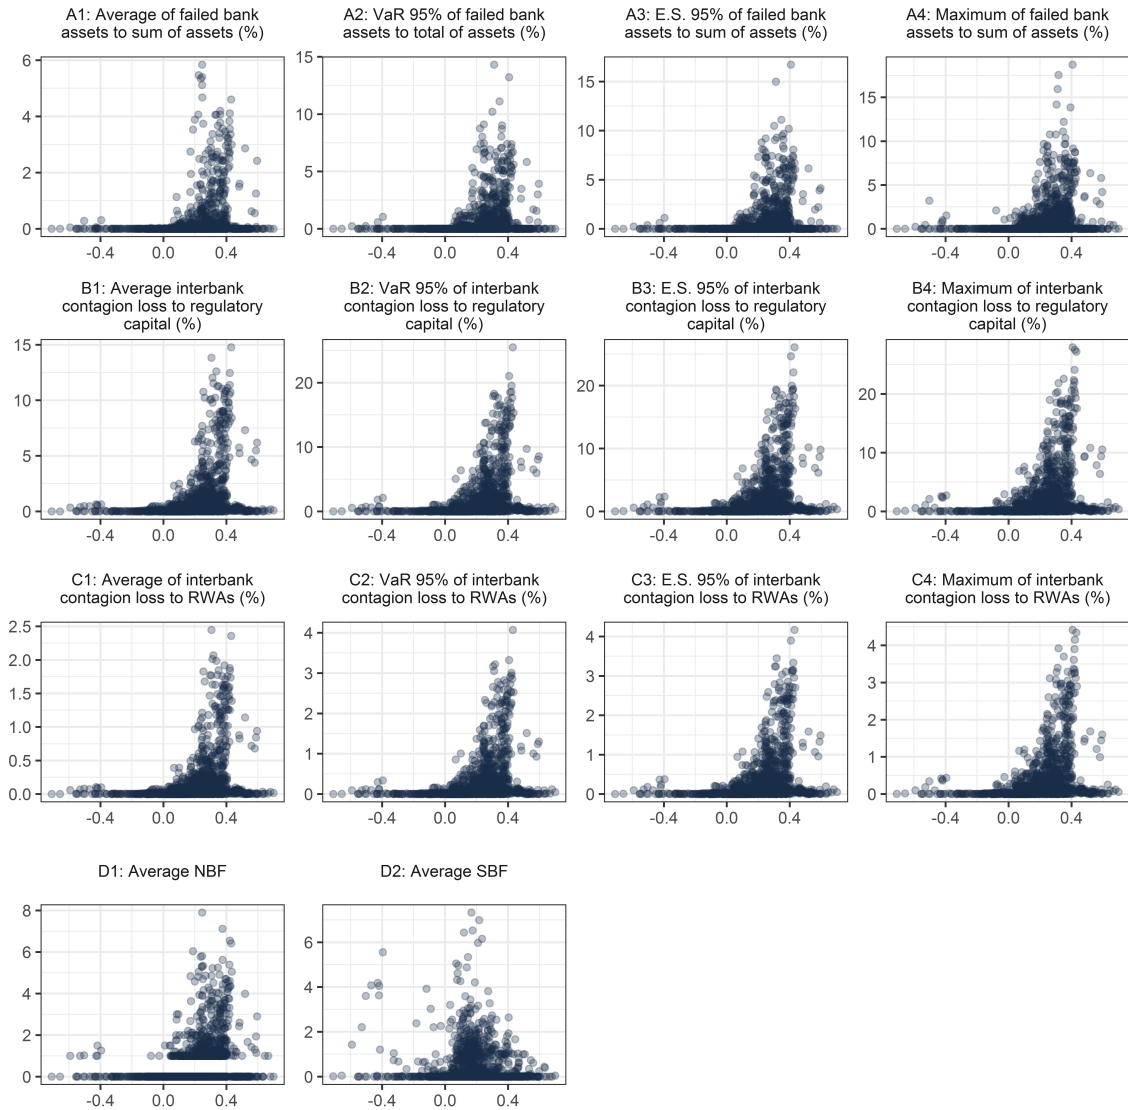 A1: Average of failed bank
assets to sum of assets (%)
A2: VaR 95% of failed bank
assets to total of assets (%)
A3: E.S. 95% of failed bank
assets to sum of assets (%)
A4: Maximum of failed bank
assets to sum of assets (%)
6
4
2
0
-0.4 0.0 0.4
15
10
5
0
-0.4 0.0 0.4
15
10
5
0
-0.4 0.0 0.4
15
10
5
0
-0.4 0.0 0.4
B1: Average interbank
contagion loss to regulatory
capital (%)
B2: VaR 95% of interbank
contagion loss to regulatory
capital (%)
B3: E.S. 95% of interbank
contagion loss to regulatory
capital (%)
B4: Maximum of interbank
contagion loss to regulatory
capital (%)
15
10
5
0
-0.4 0.0 0.4
20
10
0
-0.4 0.0 0.4
20
10
0
-0.4 0.0 0.4
20
10
0
-0.4 0.0 0.4
C1: Average of interbank
contagion loss to RWAs (%)
C2: VaR 95% of interbank
contagion loss to RWAs (%)
C3: E.S. 95% of interbank
contagion loss to RWAs (%)
C4: Maximum of interbank
contagion loss to RWAs (%)
2.5
2.0
1.5
1.0
0.5
0.0
-0.4 0.0 0.4
4
3
2
1
0
-0.4 0.0 0.4
4
3
2
1
0
-0.4 0.0 0.4
4
3
2
1
0
-0.4 0.0 0.4
D1: Average NBF
D2: Average SBF
8
6
4
2
0
-0.4 0.0 0.4
6
4
2
0
-0.4 0.0 0.4